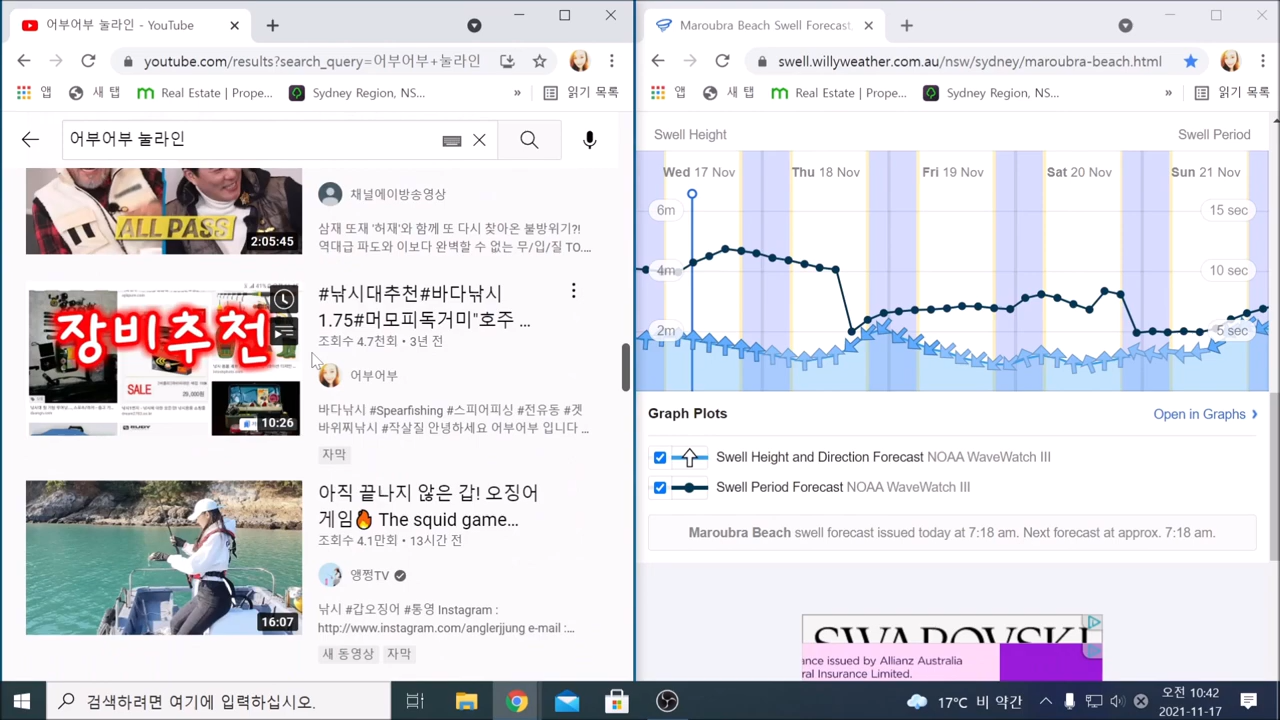 어부어부 눌라인 - YouTube
youtube.com/results?search_query=어부어부+눌라인
앱
새 탭
Real Estate | Prope...
Sydney Region, NS...
»
읽기 목록
어부어부 눌라인
ALL PASS
2:05:45
채널에이방송영상
삼재 또재 '허재'와 함께 또 다시 찾아온 불방위기?!
역대급 파도와 이보다 완벽할 수 없는 무/입/질 TO...
장비추천
SALE
10:26
#낚시대추천#바다낚시
1.75#머모피독거미"호주 ...
조회수 4.7천회 • 3년 전
어부어부
바다낚시 #Spearfishing #스피어피싱 #전유동 #갯
바위찌낚시 #작살질 안녕하세요 어부어부 입니다 ...
자막
16:07
아직 끝나지 않은 갑! 오징어
게임🔥 The squid game...
조회수 4.1만회 • 13시간 전
앵쩡TV
낚시 #갑오징어 #통영 Instagram :
http://www.instagram.com/anglerjjung e-mail :...
새 동영상
자막
Maroubra Beach Swell Forecast
swell.willyweather.com.au/nsw/sydney/maroubra-beach.html
앱
새 탭
Real Estate | Prope...
Sydney Region, NS...
»
읽기 목록
Swell Height
Swell Period
Wed 17 Nov
Thu 18 Nov
Fri 19 Nov
Sat 20 Nov
Sun 21 Nov
6m
15 sec
4m
10 sec
2m
5 sec
Graph Plots
Open in Graphs
Swell Height and Direction Forecast NOAA WaveWatch III
Swell Period Forecast NOAA WaveWatch III
Maroubra Beach swell forecast issued today at 7:18 am. Next forecast at approx. 7:18 am.
SWAROVSKI
ance issued by Allianz Australia
ral Insurance Limited.
검색하려면 여기에 입력하십시오.
17°C 비 약간
오전 10:42
2021-11-17